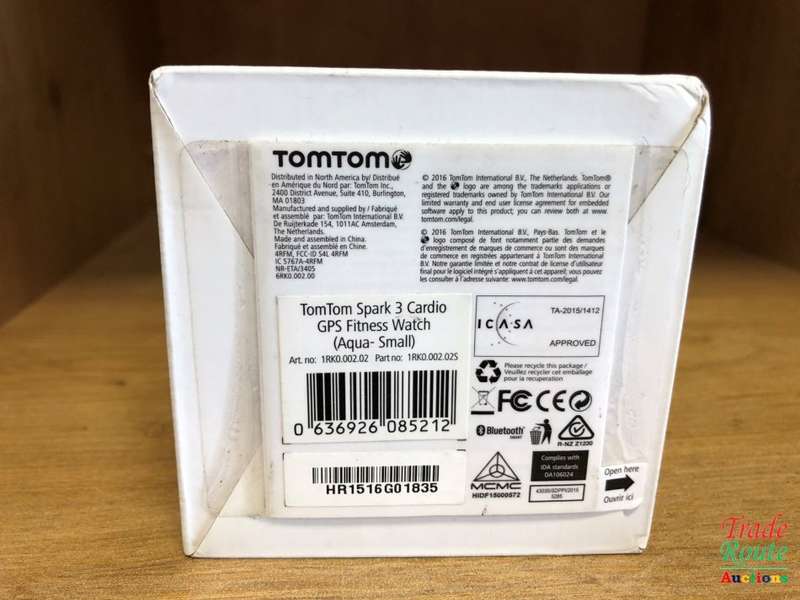 TOMTOM
Distributed in North America by/ Distribué
en Amérique du Nord par: TomTom Inc.,
2400 District Avenue, Suite 410, Burlington,
MA 01803
Manufactured and supplied by / Fabriqué
et assemblé par : TomTom International B.V.
De Ruijterkade 154, 1011AC Amsterdam,
The Netherlands.
Made and assembled in China.
Fabriqué et assemblé en Chine.
4RFM, FCC-ID S4L 4RFM
IC 5767A-4RFM
NR-ETA/3405
6RK0.002.00
© 2016 TomTom International B.V., The Netherlands. TomTom®
and the logo are among the trademarks applications or
registered trademarks owned by TomTom International B.V. Our
limited warranty and end user license agreement for embedded
software apply to this product; you can review both at www.
tomtom.com/legal.
© 2016 TomTom International B.V., Pays-Bas. TomTom et le
logo composé de font notamment partie des demandes
d'enregistrement de marques de commerce ou sont des marques
de commerce en registrées appartenant à TomTom International
B.V. Notre garantie limitée et notre contrat de licence d'utilisateur
final pour le logiciel intégré s'appliquent à cet appareil; vous pouvez
les consulter à l'adresse suivante: www.tomtom.com/legal.
TomTom Spark 3 Cardio
GPS Fitness Watch
(Aqua- Small)
Art. no: 1RK0.002.02 Part no: 1RK0.002.02S
0 636926 085212
HR1516G01835
TA-2015/1412
ICASA
APPROVED
Please recycle this package /
Veuillez recycler cet emballage
pour la recuperation
FC CE
Bluetooth
SMART
R-NZ Z1230
MCMC
HIDF15000572
Complies with
IDA standards
DA106024
43035/SDPPI/2015
5285
Open here
Ouvrir ici
Trade
Route
Auctions